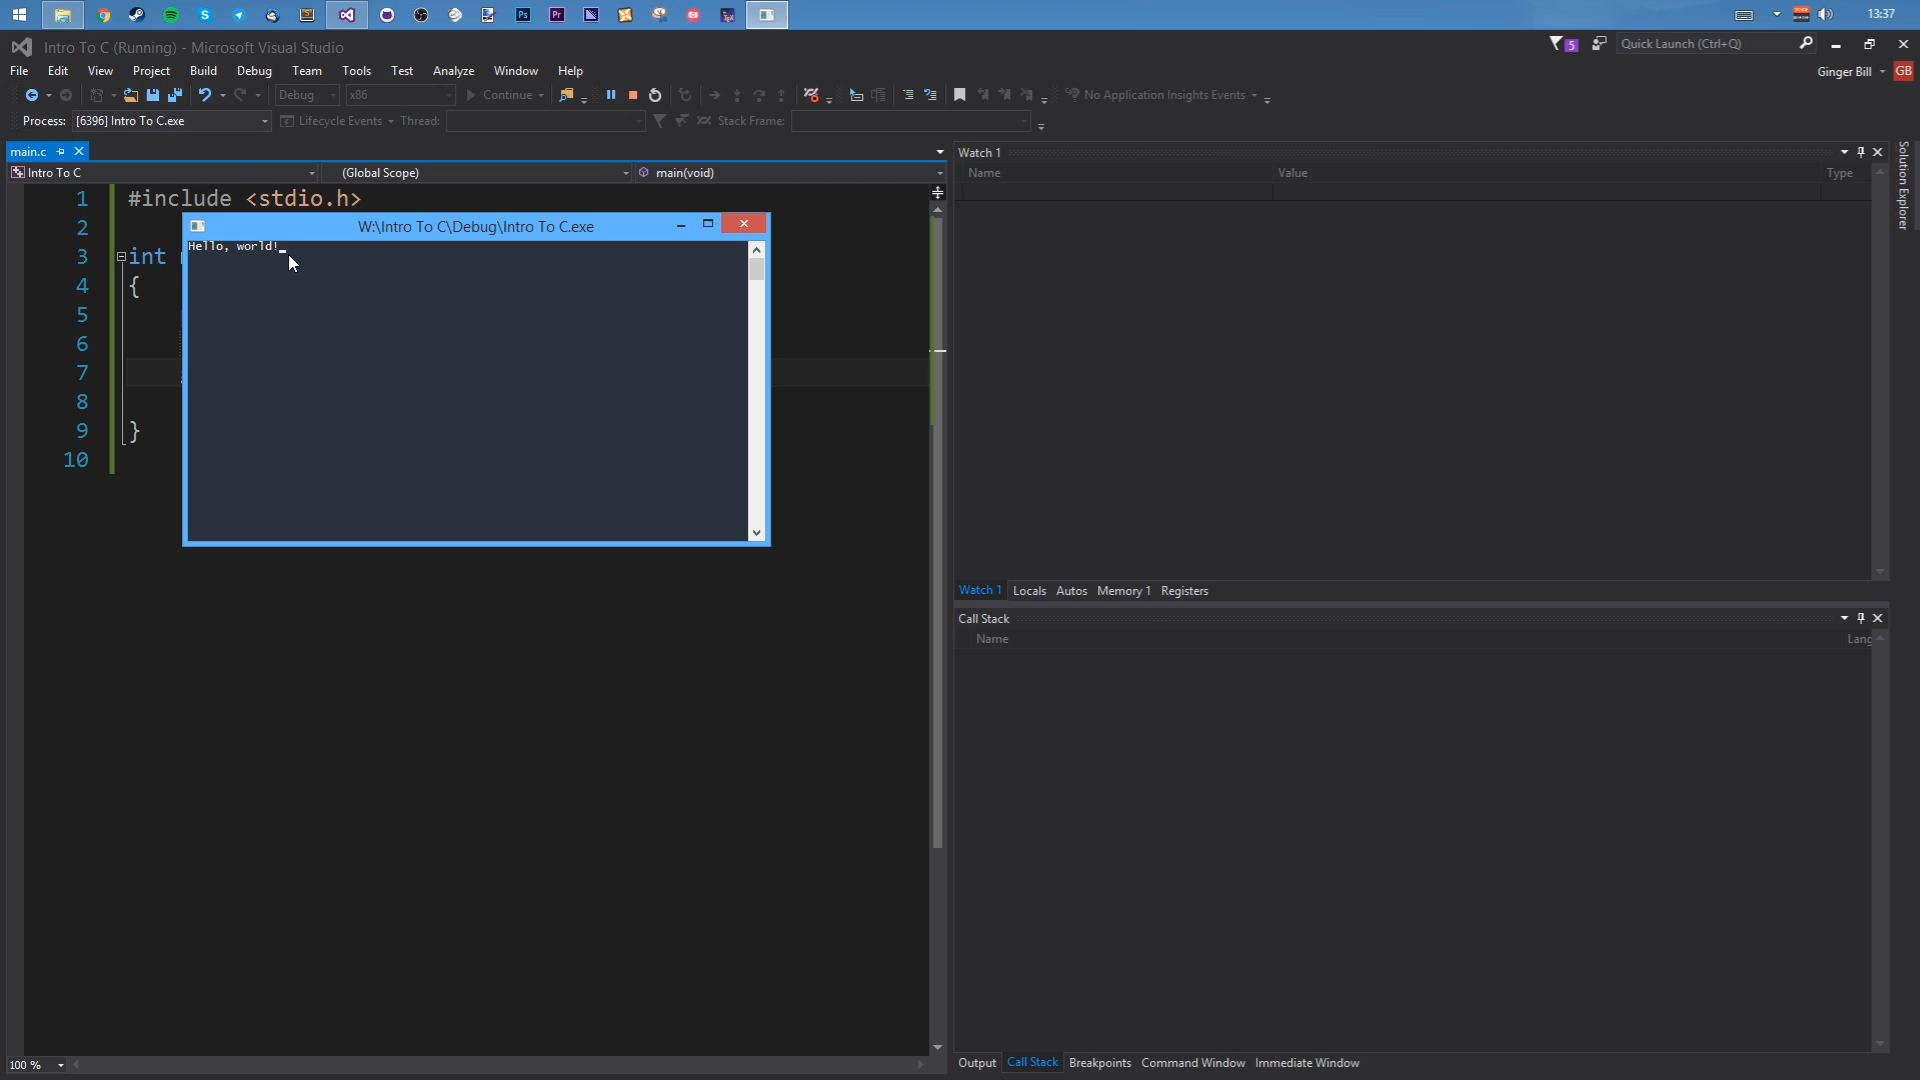 13:37
Intro To C (Running) - Microsoft Visual Studio
5
Quick Launch (Ctrl+Q)
File Edit View Project Build Debug Team Tools Test Analyze Window Help
Ginger Bill GB
Debug x86 Continue No Application Insights Events
Process: [6396] Intro To C.exe Lifecycle Events Thread: Stack Frame:
main.c
Intro To C (Global Scope) main(void)
1 #include <stdio.h>
2
3 int
4 {
5
6
7
8
9 }
10
W:\Intro To C\Debug\Intro To C.exe
Hello, world!_
100 %
Watch 1
Name Value Type
Watch 1 Locals Autos Memory 1 Registers
Call Stack
Name Lang
Output Call Stack Breakpoints Command Window Immediate Window
Solution Explorer